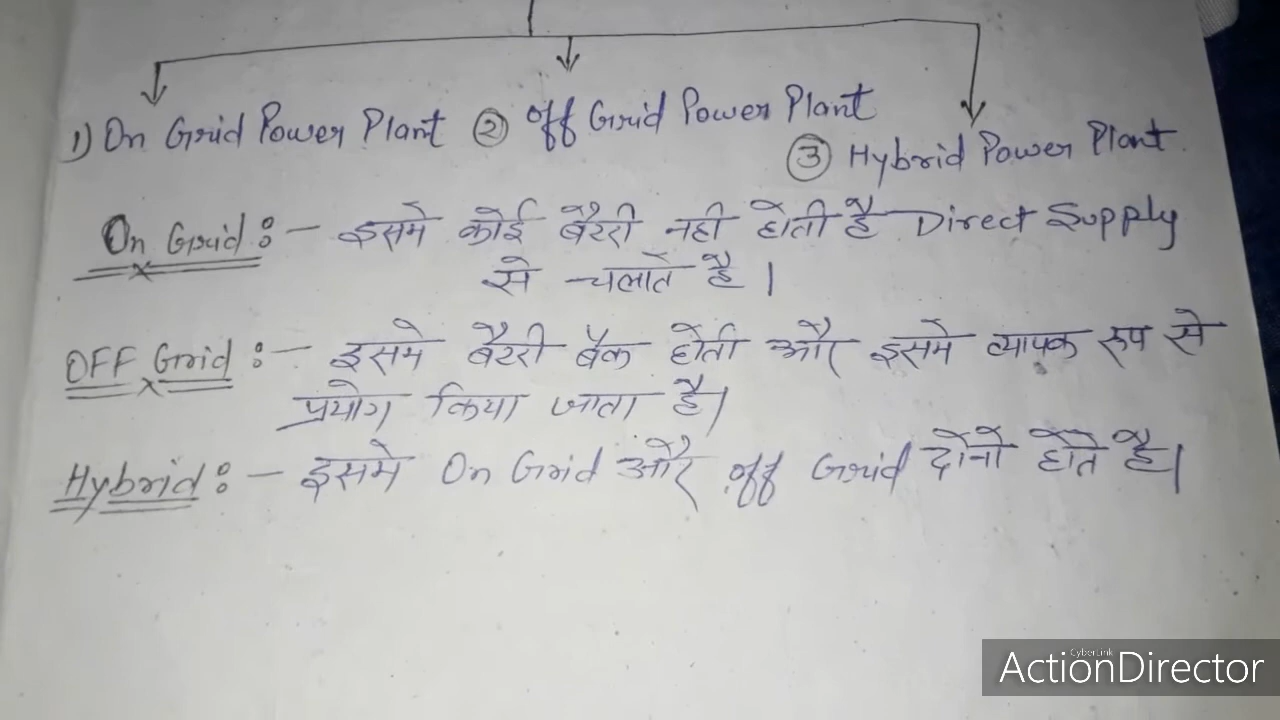 1) On Grid Power Plant ② off Grid Power Plant
③ Hybrid Power Plant.
On Grid :- इसमे कोई बैटरी नही होती है Direct Supply
से चलाते है।
OFF Grid :- इसमे बैटरी बैंक होती और इसमे व्यापक रूप से
प्रयोग किया जाता है।
Hybrid :- इसमे On Grid और off Grid दोनो होते है।
CyberLink
ActionDirector